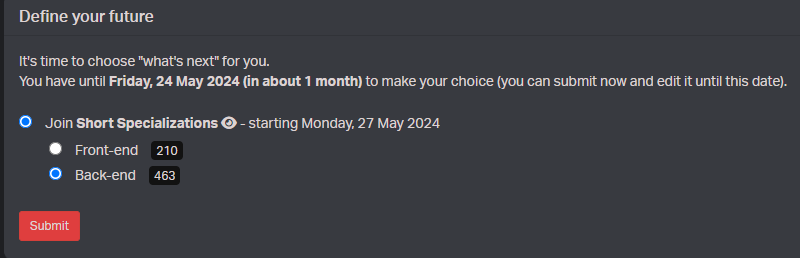 Define your future
It's time to choose "what's next" for you.
You have until Friday, 24 May 2024 (in about 1 month) to make your choice (you can submit now and edit it until this date).
Join Short Specializations - starting Monday, 27 May 2024
Front-end 210
Back-end 463
Submit